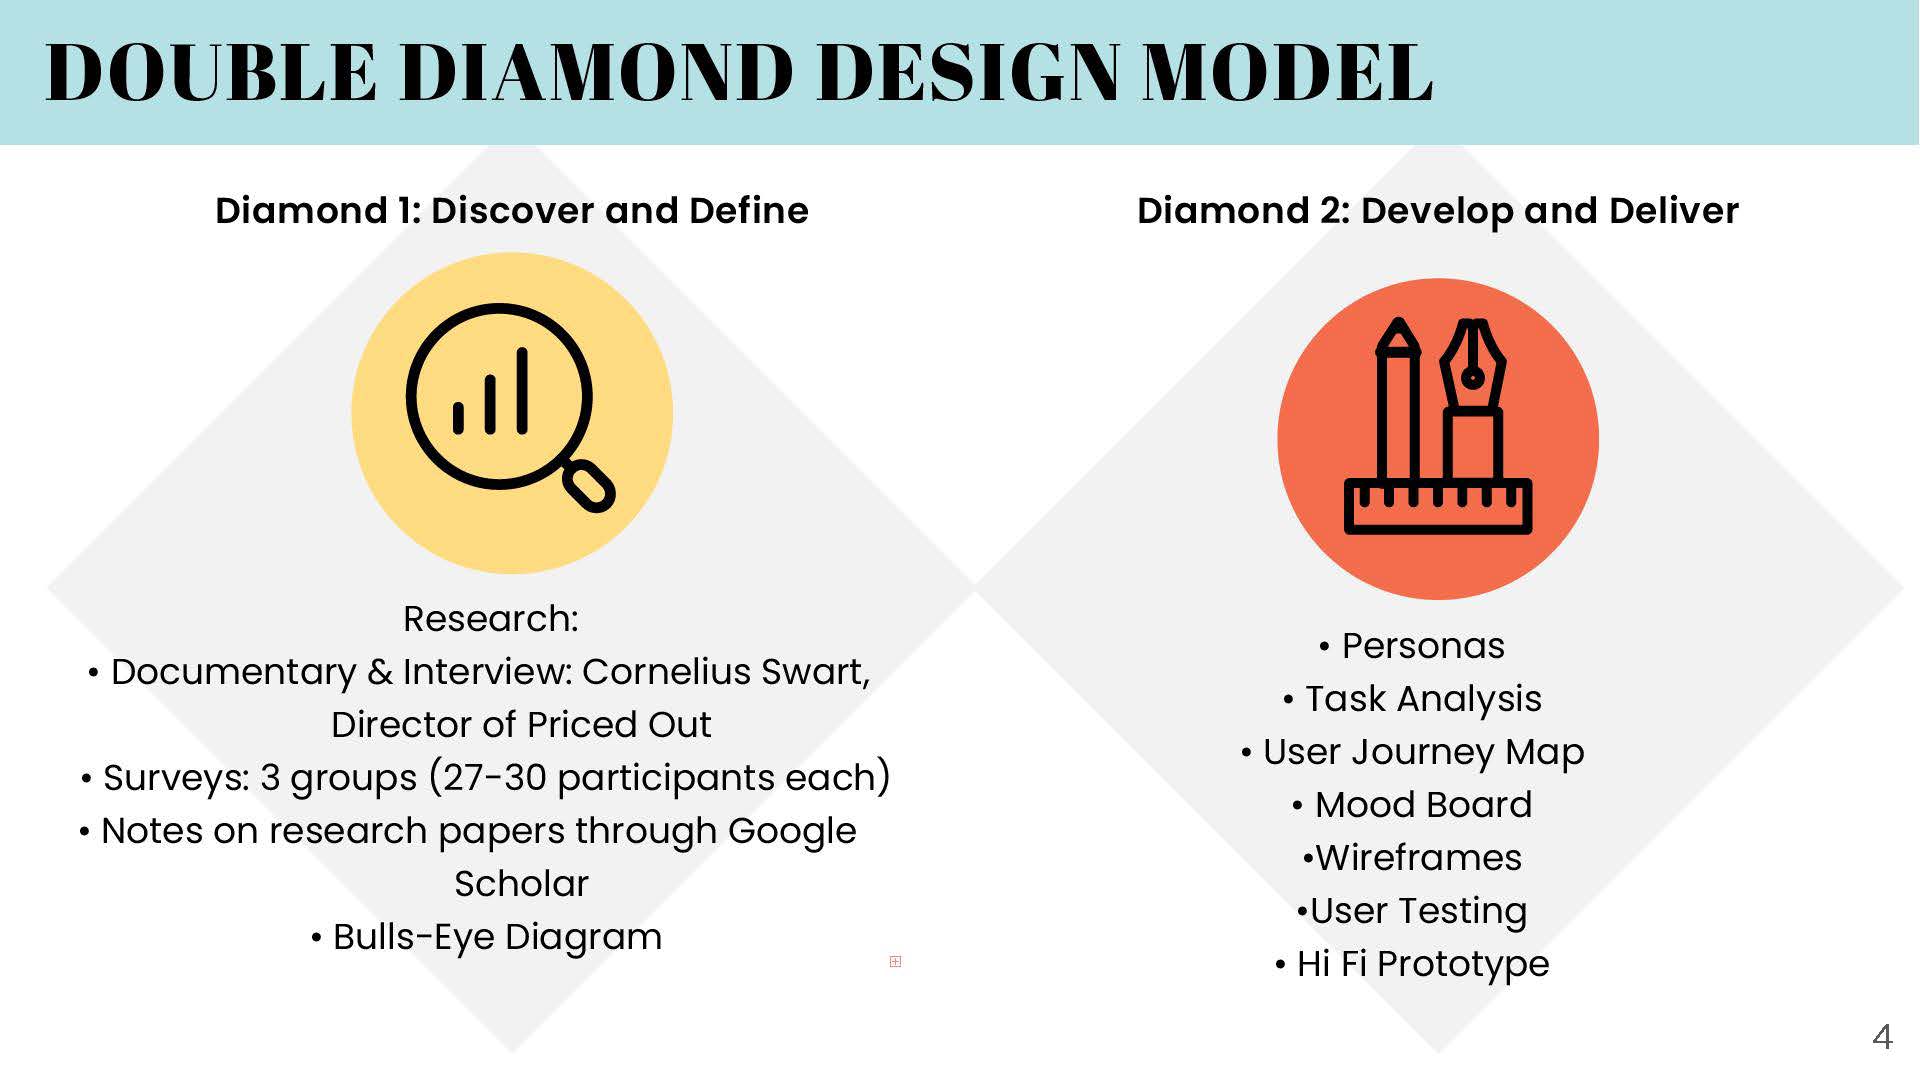 DOUBLE DIAMOND DESIGN MODEL
Diamond 1: Discover and Define
Research:
• Documentary & Interview: Cornelius Swart,
Director of Priced Out
• Surveys: 3 groups (27-30 participants each)
• Notes on research papers through Google
Scholar
• Bulls-Eye Diagram
Diamond 2: Develop and Deliver
• Personas
• Task Analysis
• User Journey Map
• Mood Board
•Wireframes
•User Testing
• Hi Fi Prototype
4